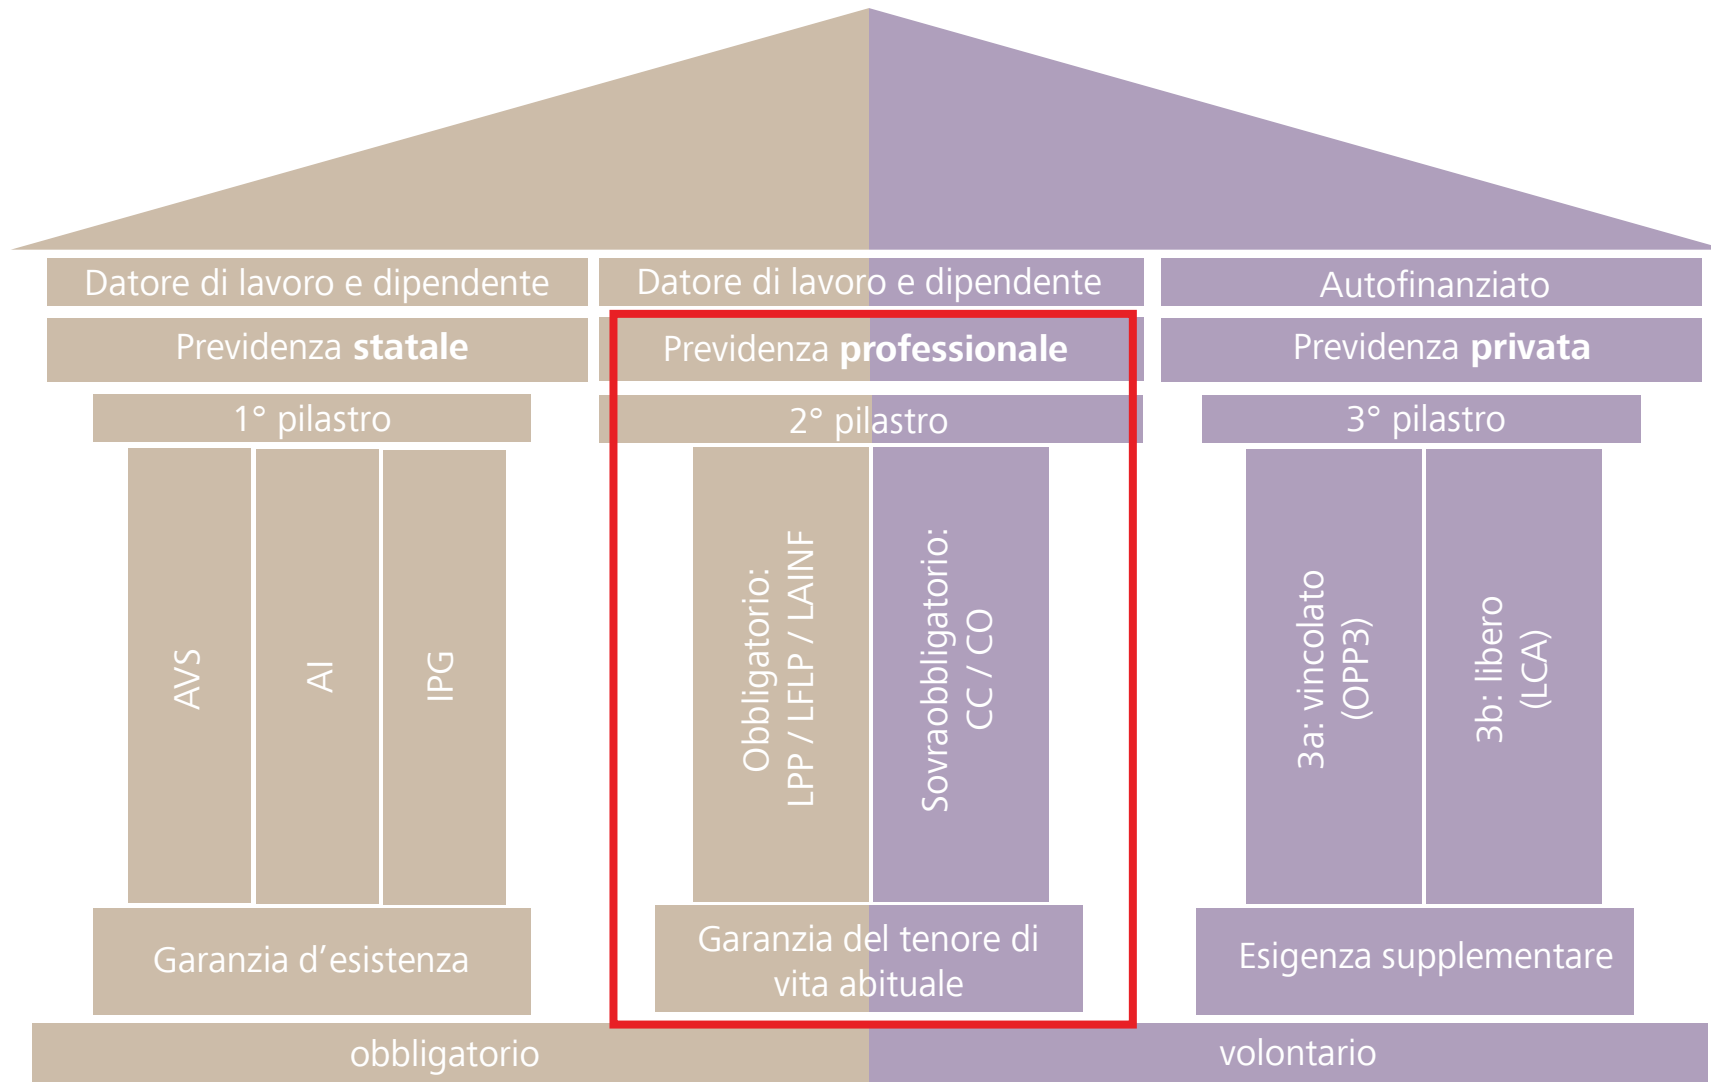 Datore di lavoro e dipendente
Previdenza statale
1° pilastro
AVS
AI
IPG
Garanzia d’esistenza
Datore di lavoro e dipendente
Previdenza professionale
2° pilastro
Obbligatorio:
LPP / LFLP / LAINF
Sovraobbligatorio:
CC / CO
Garanzia del tenore di
vita abituale
Autofinanziato
Previdenza privata
3° pilastro
3a: vincolato
(OPP3)
3b: libero
(LCA)
Esigenza supplementare
obbligatorio
volontario